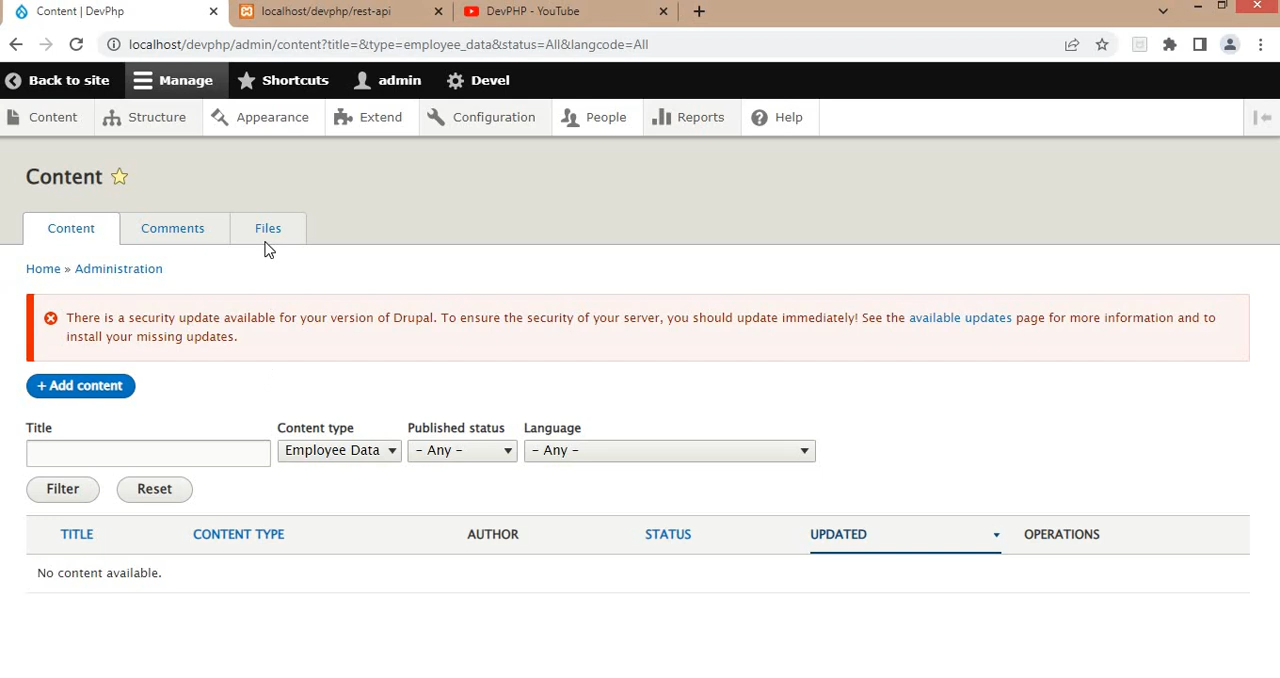 Content | DevPhp
localhost/devphp/rest-api
DevPHP - YouTube
localhost/devphp/admin/content?title=&type=employee_data&status=All&langcode=All
Back to site Manage Shortcuts admin Devel
Content Structure Appearance Extend Configuration People Reports Help
Content
Content Comments Files
Home » Administration
There is a security update available for your version of Drupal. To ensure the security of your server, you should update immediately! See the available updates page for more information and to
install your missing updates.
+ Add content
Title Content type Published status Language
Employee Data - Any - - Any -
Filter Reset
TITLE CONTENT TYPE AUTHOR STATUS UPDATED OPERATIONS
No content available.